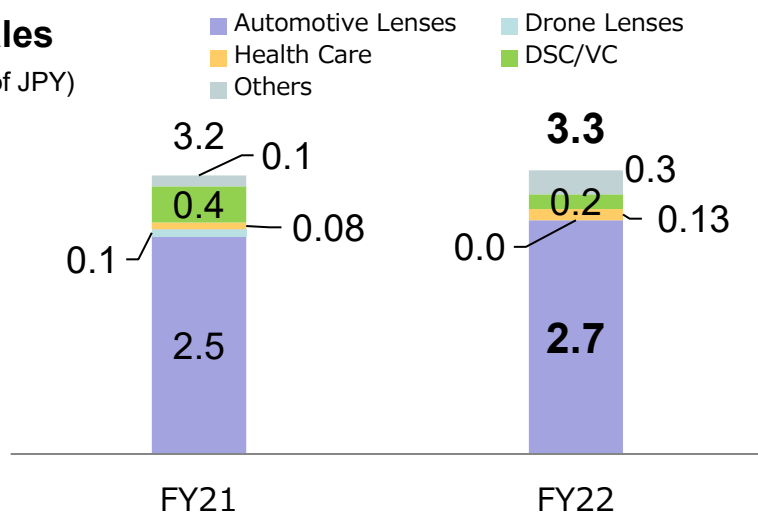 les
of JPY)
Automotive Lenses
Drone Lenses
Health Care
DSC/VC
Others
3.2
0.1
0.4
0.08
0.1
2.5
3.3
0.3
0.2
0.13
0.0
2.7
FY21
FY22